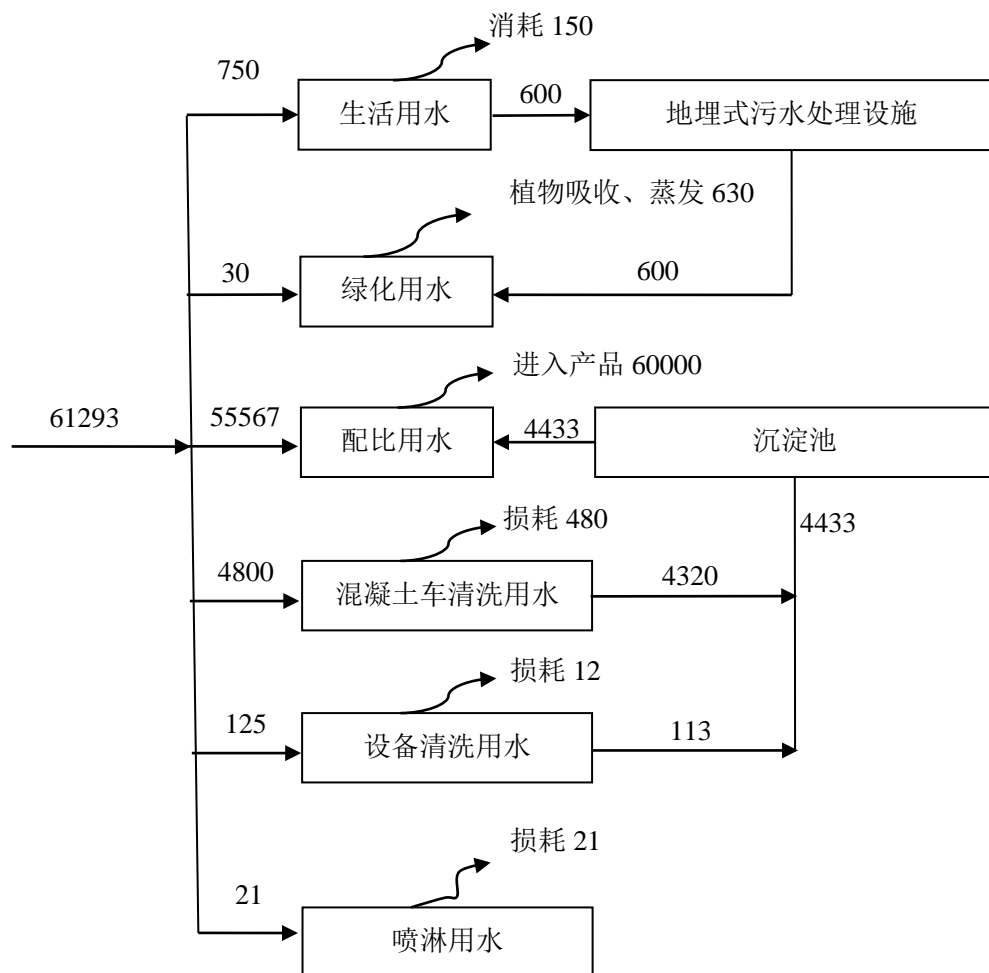 消耗 150
750
生活用水
600
地埋式污水处理设施
植物吸收、蒸发 630
30
绿化用水
600
进入产品 60000
61293
55567
配比用水
4433
沉淀池
损耗 480
4433
4800
混凝土车清洗用水
4320
损耗 12
125
设备清洗用水
113
损耗 21
21
喷淋用水